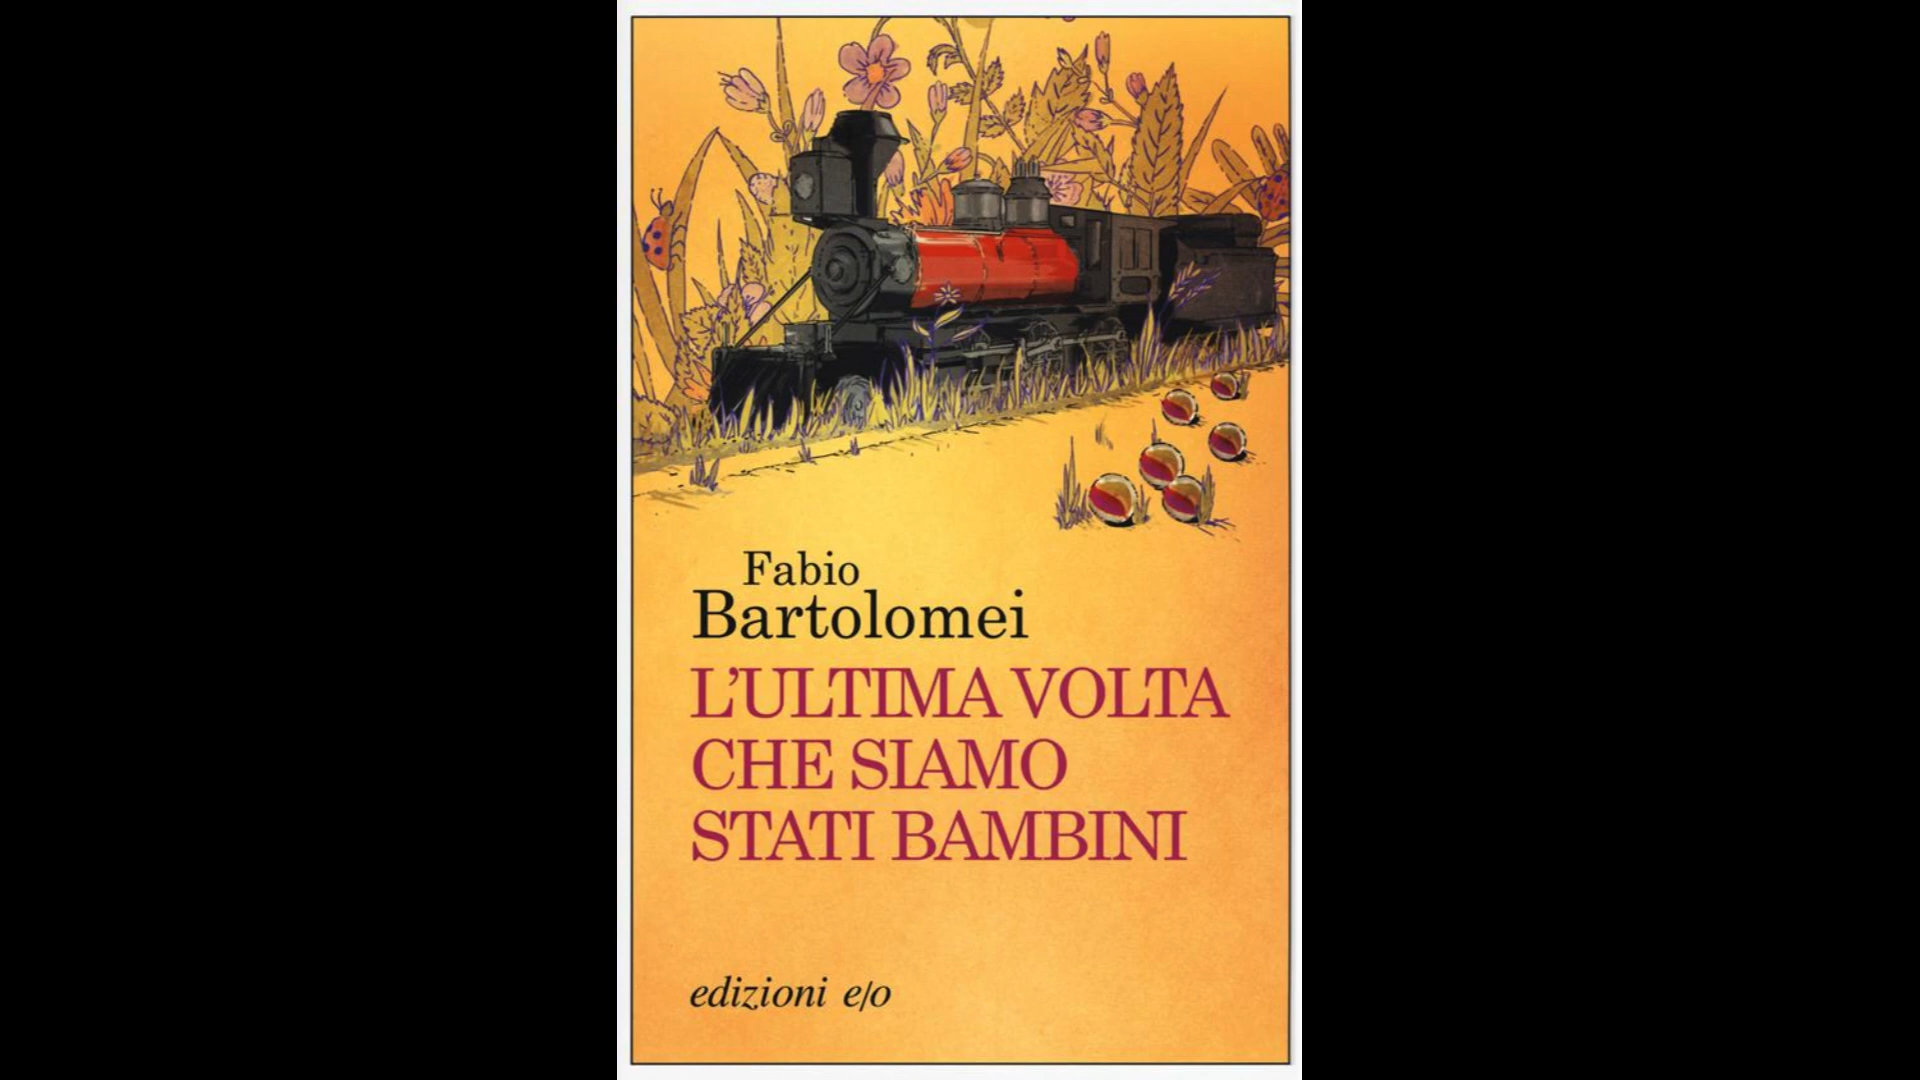 Fabio
Bartolomei
L'ULTIMA VOLTA
CHE SIAMO
STATI BAMBINI
edizioni e/o